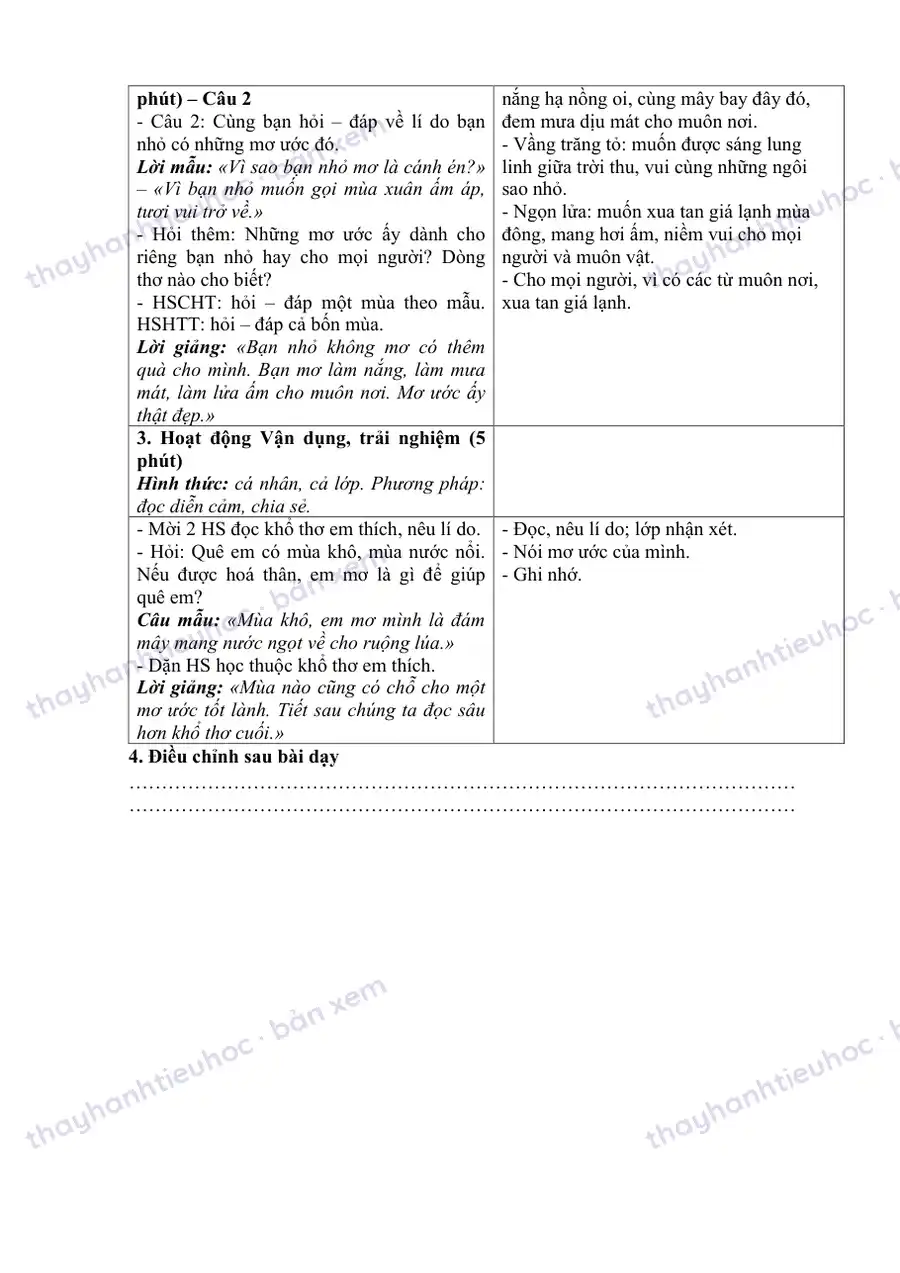 phút) – Câu 2
- Câu 2: Cùng bạn hỏi – đáp về lí do bạn
nhỏ có những mơ ước đó.
Lời mẫu: «Vì sao bạn nhỏ mơ là cánh én?»
– «Vì bạn nhỏ muốn gọi mùa xuân ấm áp,
tươi vui trở về.»
- Hỏi thêm: Những mơ ước ấy dành cho
riêng bạn nhỏ hay cho mọi người? Dòng
thơ nào cho biết?
- HSCHT: hỏi – đáp một mùa theo mẫu.
HSHTT: hỏi – đáp cả bốn mùa.
Lời giảng: «Bạn nhỏ không mơ có thêm
quà cho mình. Bạn mơ làm nắng, làm mưa
mát, làm lửa ấm cho muôn nơi. Mơ ước ấy
thật đẹp.»
nắng hạ nồng oi, cùng mây bay đây đó,
đem mưa dịu mát cho muôn nơi.
- Vầng trăng tỏ: muốn được sáng lung
linh giữa trời thu, vui cùng những ngôi
sao nhỏ.
- Ngọn lửa: muốn xua tan giá lạnh mùa
đông, mang hơi ấm, niềm vui cho mọi
người và muôn vật.
- Cho mọi người, vì có các từ muôn nơi,
xua tan giá lạnh.
3. Hoạt động Vận dụng, trải nghiệm (5
phút)
Hình thức: cá nhân, cả lớp. Phương pháp:
đọc diễn cảm, chia sẻ.
- Mời 2 HS đọc khổ thơ em thích, nêu lí do.
- Hỏi: Quê em có mùa khô, mùa nước nổi.
Nếu được hoá thân, em mơ là gì để giúp
quê em?
Câu mẫu: «Mùa khô, em mơ mình là đám
mây mang nước ngọt về cho ruộng lúa.»
- Dặn HS học thuộc khổ thơ em thích.
Lời giảng: «Mùa nào cũng có chỗ cho một
mơ ước tốt lành. Tiết sau chúng ta đọc sâu
hơn khổ thơ cuối.»
- Đọc, nêu lí do; lớp nhận xét.
- Nói mơ ước của mình.
- Ghi nhớ.
4. Điều chỉnh sau bài dạy
thayhanhtieuhoc · bản xem
thayhanhtieuhoc · b
thayhanhtieuhoc · bản xem
thayhanhtieuhoc · b
thayhanhtieuhoc · bản xem
thayhanhtieuhoc · b